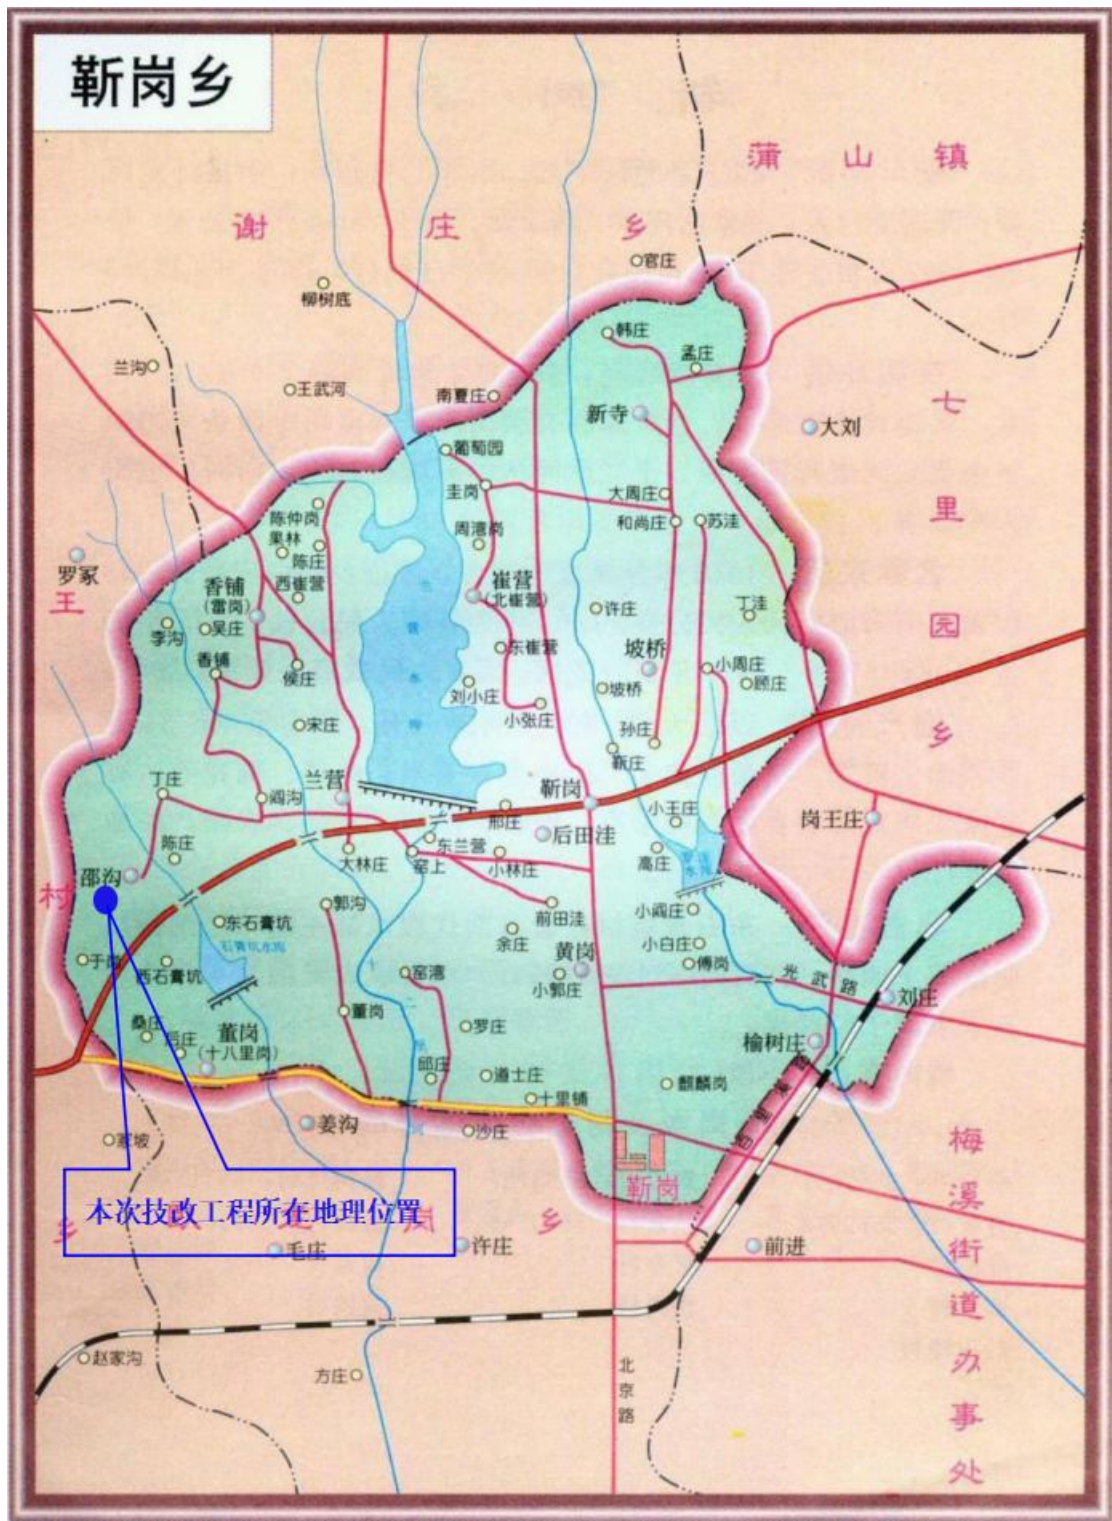 靳岗乡
蒲山镇
谢庄乡
官庄
柳树底
韩庄
孟庄
兰沟
王武河
南夏庄
七里园乡
新寺
大刘
葡萄园
圭岗
大周庄
陈仲岗
和尚庄
苏洼
周湾岗
果林
陈庄
罗冢
西崔营
香铺
(雷岗)
崔营
(北崔营)
王村乡
许庄
丁洼
李沟
吴庄
东崔营
坡桥
香铺
侯庄
小周庄
刘小庄
坡桥
顾庄
小张庄
宋庄
孙庄
靳庄
丁庄
兰营
阎沟
靳岗
邢庄
小王庄
岗王庄
后田洼
陈庄
东兰营
大林庄
窑上
小林庄
高庄
邵沟
郭沟
前田洼
小阎庄
东石膏坑
石膏坑水库
余庄
小白庄
于岗
西石膏坑
窑湾
黄岗
傅岗
小郭庄
光武路
刘庄
董岗
桑庄
后庄
罗庄
榆树庄
董岗
(十八里岗)
邱庄
道士庄
麒麟岗
十里铺
姜沟
沙庄
梅溪街道办事处
靳岗
本次技改工程所在地理位置
岗乡
毛庄
许庄
前进
赵家沟
方庄
北京路